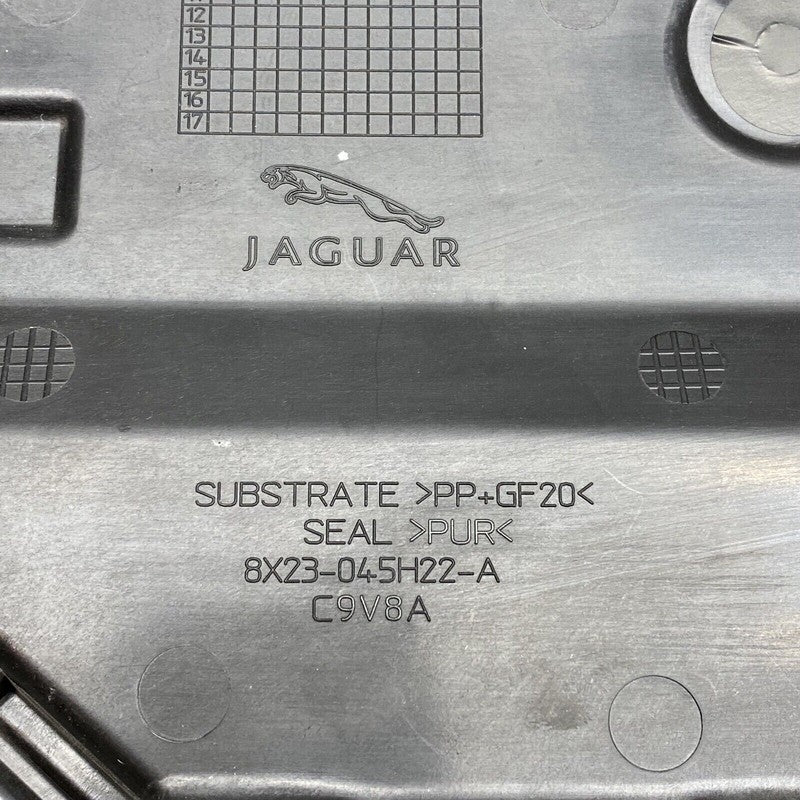 12
13
14
15
16
17
JAGUAR
SUBSTRATE >PP+GF20<
SEAL >PUR<
8X23-045H22-A
C9V8A